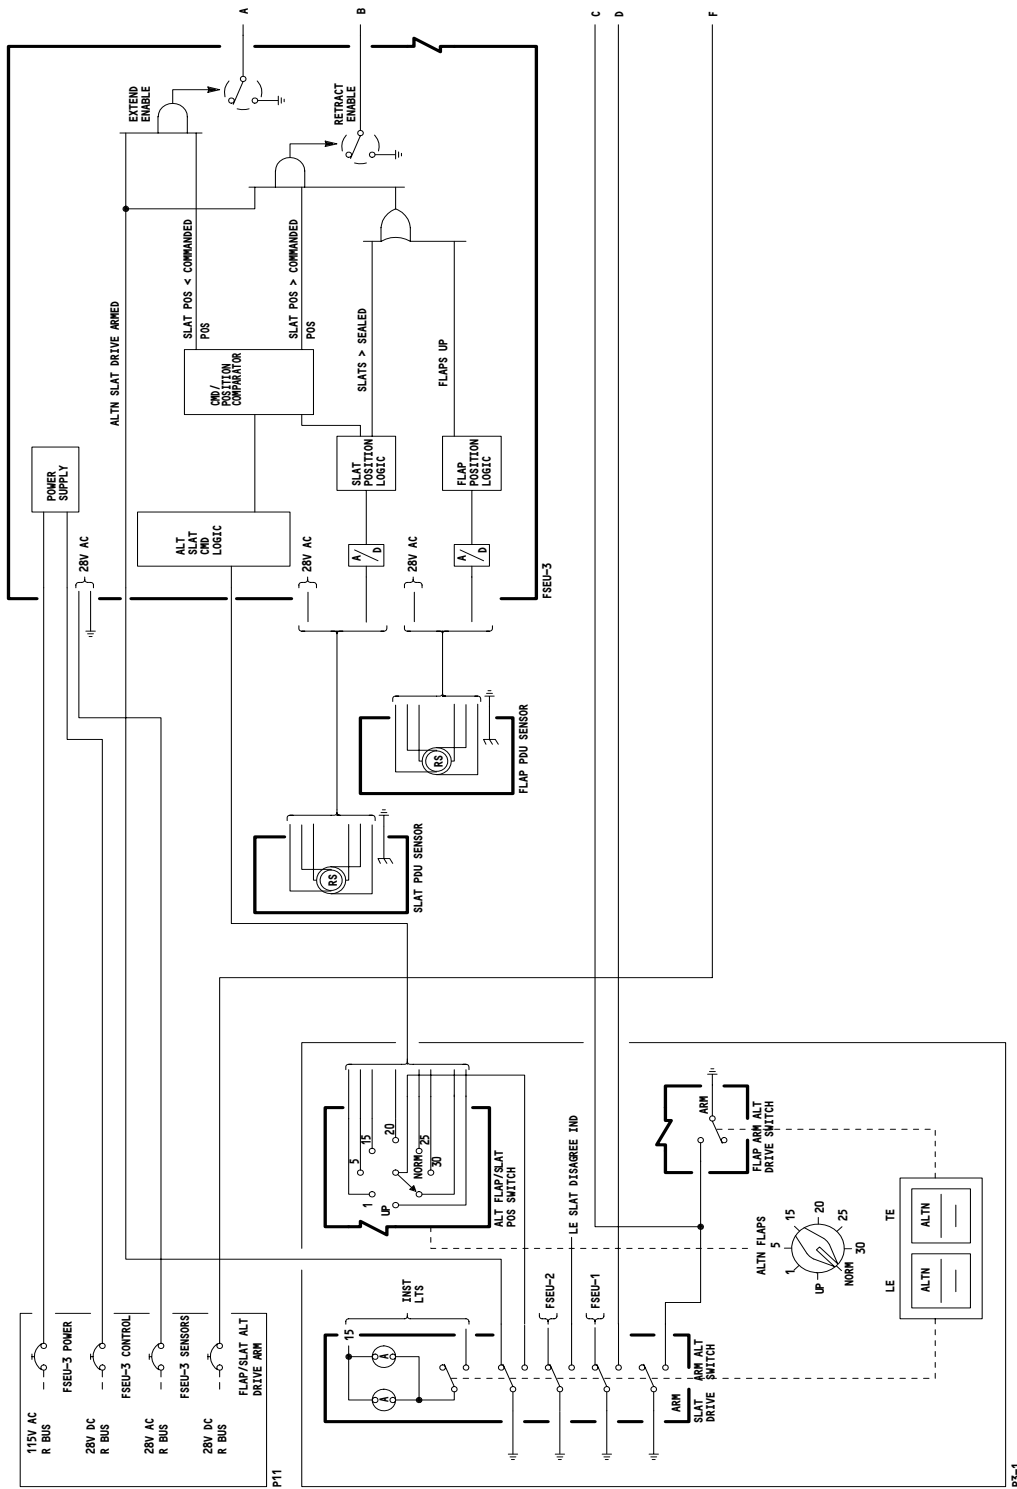 115V AC
R BUS
28V DC
R BUS
28V AC
R BUS
28V DC
R BUS
FSEU-3 POWER
FSEU-3 CONTROL
FSEU-3 SENSORS
FLAP/SLAT ALT
DRIVE ARM
P11
POWER
SUPPLY
28V AC
ALTN SLAT DRIVE ARMED
ALT
SLAT
CMD
LOGIC
CMD/
POSITION
COMPARATOR
SLAT POS < COMMANDED
POS
SLAT POS > COMMANDED
POS
EXTEND
ENABLE
RETRACT
ENABLE
A
B
C
D
F
28V AC
A/D
SLAT
POSITION
LOGIC
SLATS > SEALED
28V AC
A/D
FLAP
POSITION
LOGIC
FLAPS UP
FSEU-3
RS
SLAT PDU SENSOR
RS
FLAP PDU SENSOR
1
5
15
20
25
30
UP
NORM
ALT FLAP/SLAT
POS SWITCH
15
A
A
INST
LTS
FSEU-2
LE SLAT DISAGREE IND
FSEU-1
ARM
SLAT ARM ALT
DRIVE SWITCH
ARM
FLAP ARM ALT
DRIVE SWITCH
ALTN FLAPS
1
5
15
20
25
30
UP
NORM
LE
TE
ALTN
ALTN
P3-1